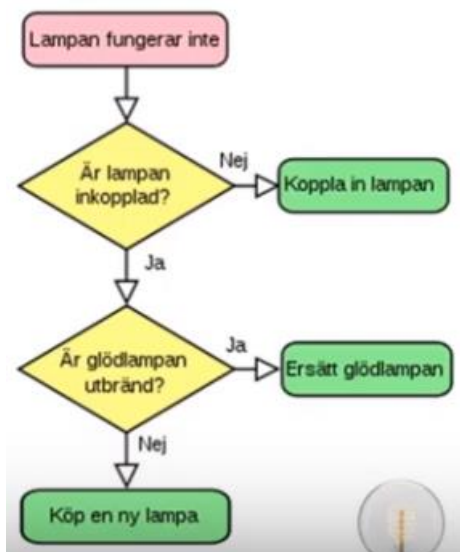 Lampan fungerar inte
Är lampan
inkopplad?
Nej
Koppla in lampan
Ja
Är glödlampan
utbränd?
Ja
Ersätt glödlampan
Nej
Köp en ny lampa